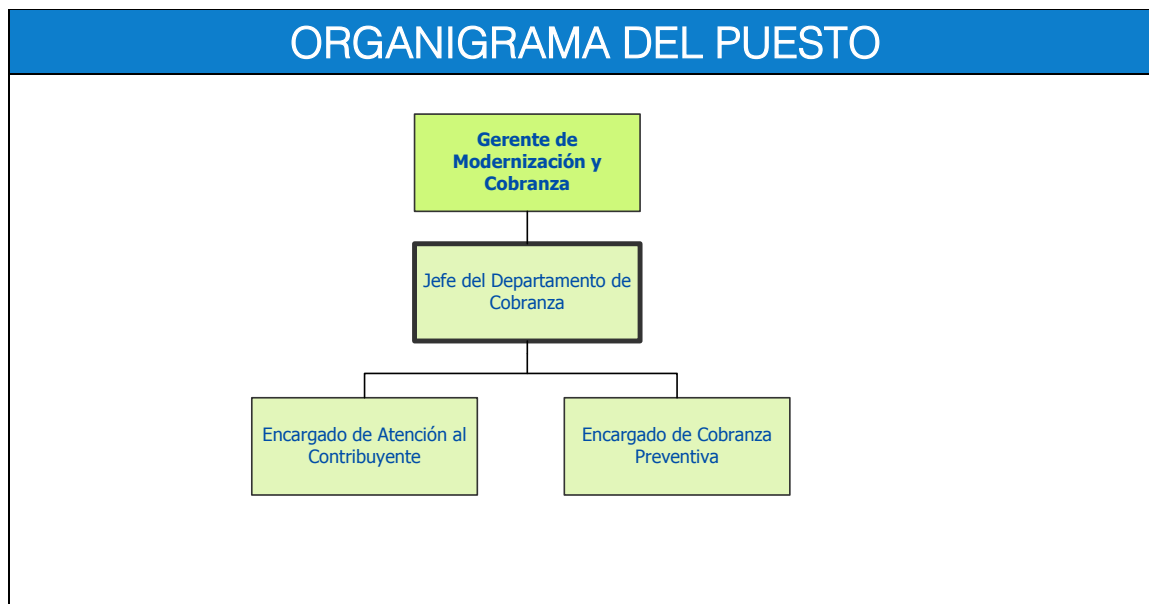 ORGANIGRAMA DEL PUESTO
Gerente de
Modernización y
Cobranza
Jefe del Departamento de
Cobranza
Encargado de Atención al
Contribuyente
Encargado de Cobranza
Preventiva